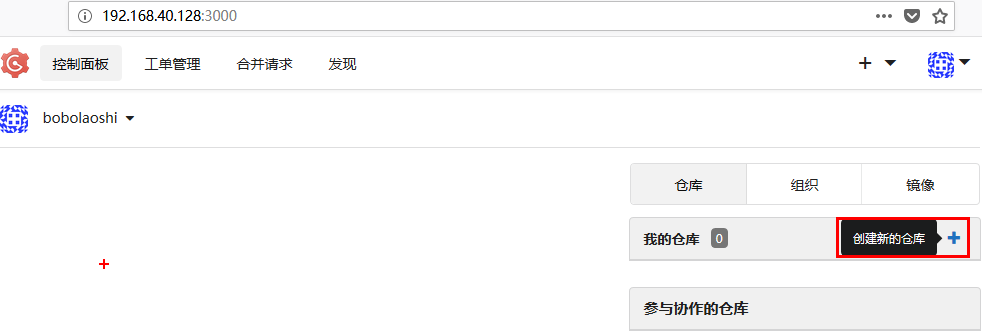 192.168.40.128:3000
控制面板 工单管理 合并请求 发现
bobolaoshi
仓库 组织 镜像
我的仓库 0 创建新的仓库
参与协作的仓库